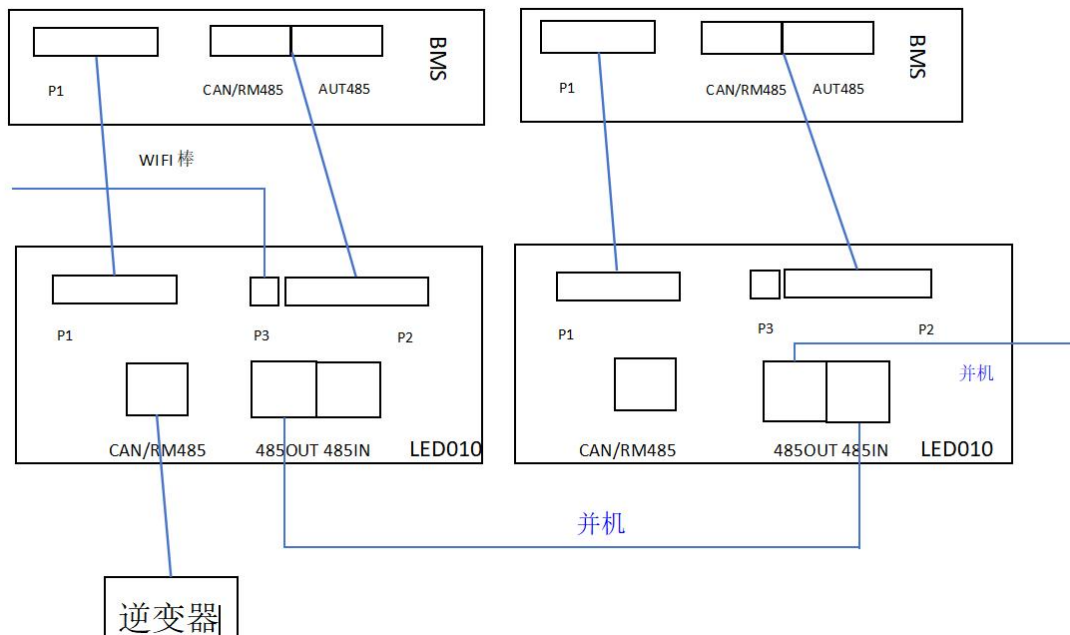 BMS
P1
CAN/RM485
AUT485
BMS
P1
CAN/RM485
AUT485
WIFI 棒
P1
P3
P2
CAN/RM485
485OUT 485IN
LED010
P1
P3
P2
并机
CAN/RM485
485OUT 485IN
LED010
并机
逆变器